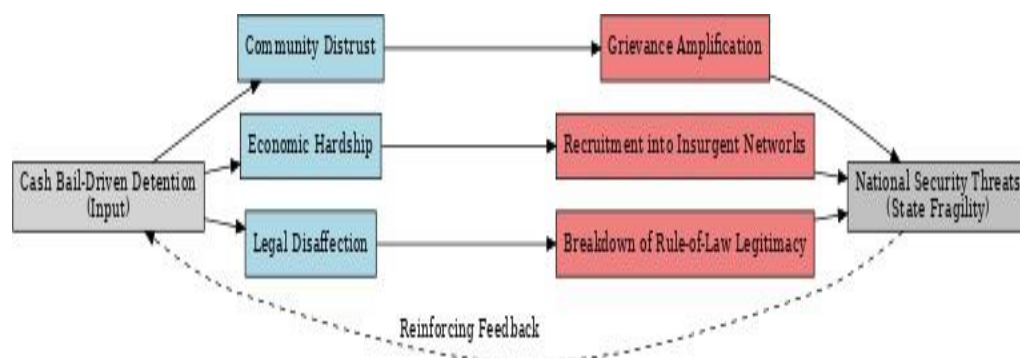 Community Distrust
Grievance Amplification
Economic Hardship
Recruitment into Insurgent Networks
Cash Bail-Driven Detention
(Input)
National Security Threats
(State Fragility)
Legal Disaffection
Breakdown of Rule-of-Law Legitimacy
Reinforcing Feedback